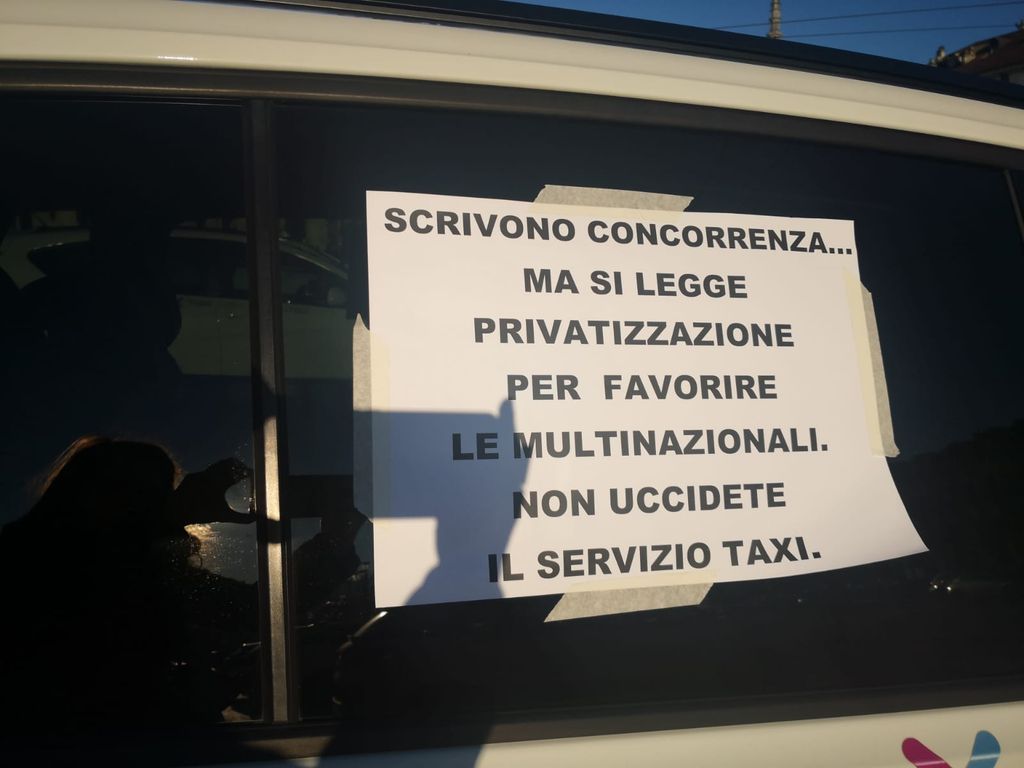 SCRIVONO CONCORRENZA...
MA SI LEGGE
PRIVATIZZAZIONE
PER FAVORIRE
LE MULTINAZIONALI.
NON UCCIDETE
IL SERVIZIO TAXI.